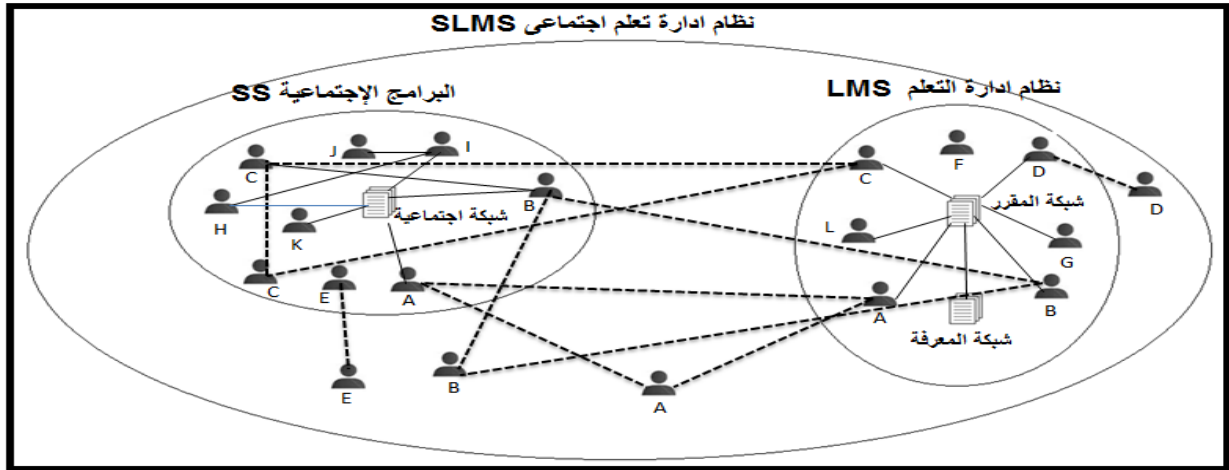 نظام ادارة تعلم اجتماعى SLMS
البرامج الإجتماعية SS
نظام ادارة التعلم LMS
J
I
C
H
K
شبكة اجتماعية
B
C
E
A
E
B
A
F
C
D
D
شبكة المقرر
L
G
A
B
شبكة المعرفة